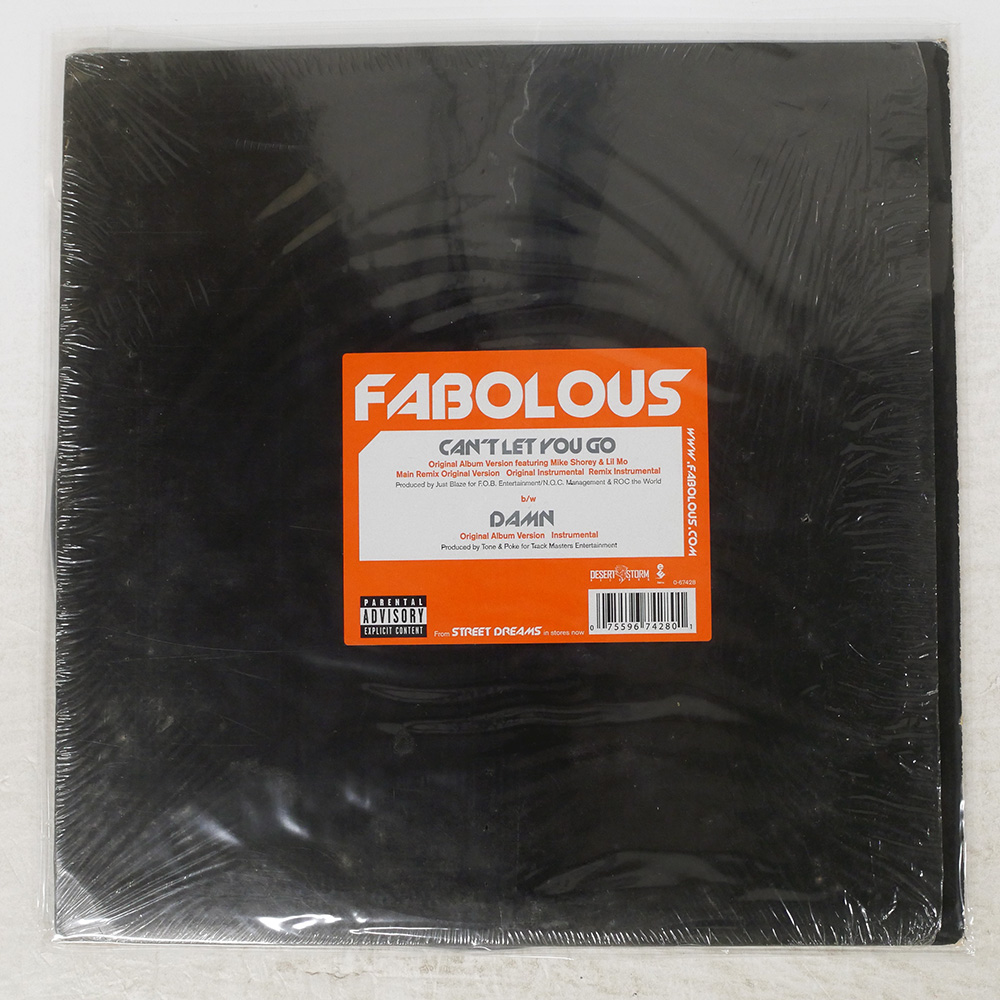 FABOLOUS
CAN'T LET YOU GO
Original Album Version featuring Mike Shorey & Lil Mo
Main Remix Original Version Original Instrumental Remix Instrumental
Produced by Just Blaze for F.O.B. Entertainment/N.Q.C. Management & ROC the World
b/w
DAMN
Original Album Version Instrumental
Produced by Tone & Poke for Track Masters Entertainment
WWW.FABOLOUS.COM
DESERT STORM
0-67428
PARENTAL
ADVISORY
EXPLICIT CONTENT
From STREET DREAMS in stores now
0 75596 74280 1